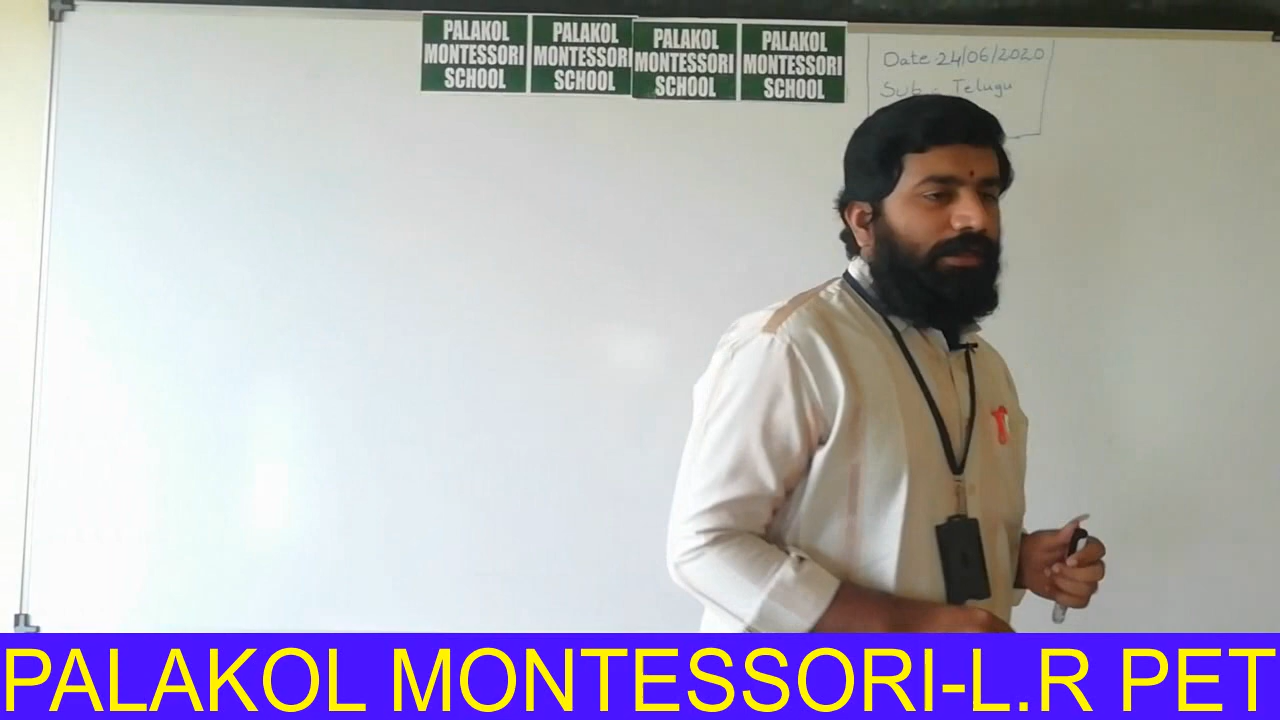 PALAKOL
MONTESSORI
SCHOOL
PALAKOL
MONTESSORI
SCHOOL
PALAKOL
MONTESSORI
SCHOOL
PALAKOL
MONTESSORI
SCHOOL
Date 24/06/2020
Sub : Telugu
PALAKOL MONTESSORI-L.R PET